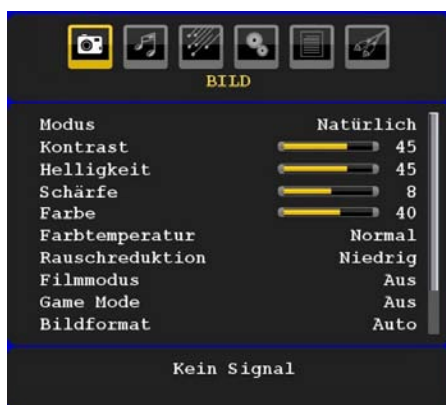 BILD
Modus Natürlich
Kontrast 45
Helligkeit 45
Schärfe 8
Farbe 40
Farbtemperatur Normal
Rauschreduktion Niedrig
Filmmodus Aus
Game Mode Aus
Bildformat Auto
Kein Signal